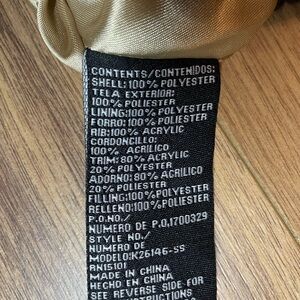 CONTENTS/CONTENIDOS:
SHELL:100% POLYESTER
TELA EXTERIOR:
100% POLIESTER
LINING:100% POLYESTER
FORRO:100% POLIESTER
RIB:100% ACRYLIC
CORDONCILLO:
100% ACRILICO
TRIM:80% ACRYLIC
20% POLYESTER
ADORNO:80% ACRILICO
20% POLIESTER
FILLING:100%POLYESTER
RELLENO:100%POLIESTER
P.O.NO./
NUMERO DE P.O.1700329
STYLE NO./
NUMERO DE
MODELO:K26146-SS
RN15101
MADE IN CHINA
HECHO EN CHINA
SEE REVERSE SIDE FOR
INSTRUCTIONS